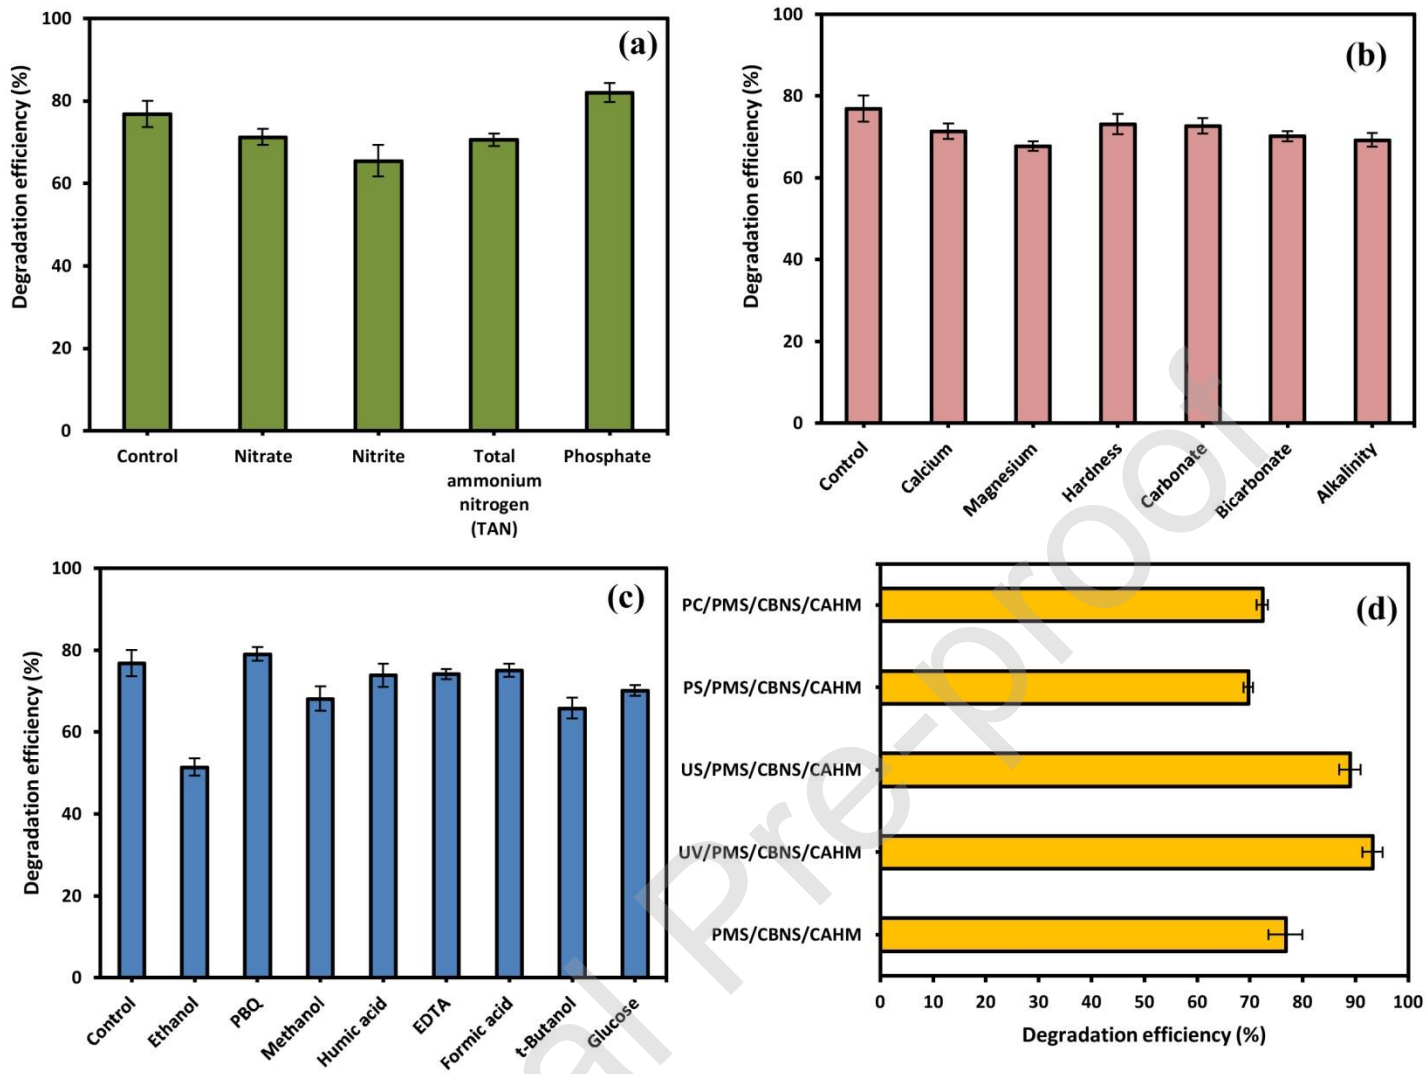 (a)
Degradation efficiency (%)
100
80
60
40
20
0
Control
Nitrate
Nitrite
Total
ammonium
nitrogen
(TAN)
Phosphate
(b)
Degradation efficiency (%)
100
80
60
40
20
0
Control
Calcium
Magnesium
Hardness
Carbonate
Bicarbonate
Alkalinity
(c)
Degradation efficiency (%)
100
80
60
40
20
0
Control
Ethanol
PBQ
Methanol
Humic acid
EDTA
Formic acid
t-Butanol
Glucose
(d)
PC/PMS/CBNS/CAHM
PS/PMS/CBNS/CAHM
US/PMS/CBNS/CAHM
UV/PMS/CBNS/CAHM
PMS/CBNS/CAHM
0 10 20 30 40 50 60 70 80 90 100
Degradation efficiency (%)
al Pre-proof